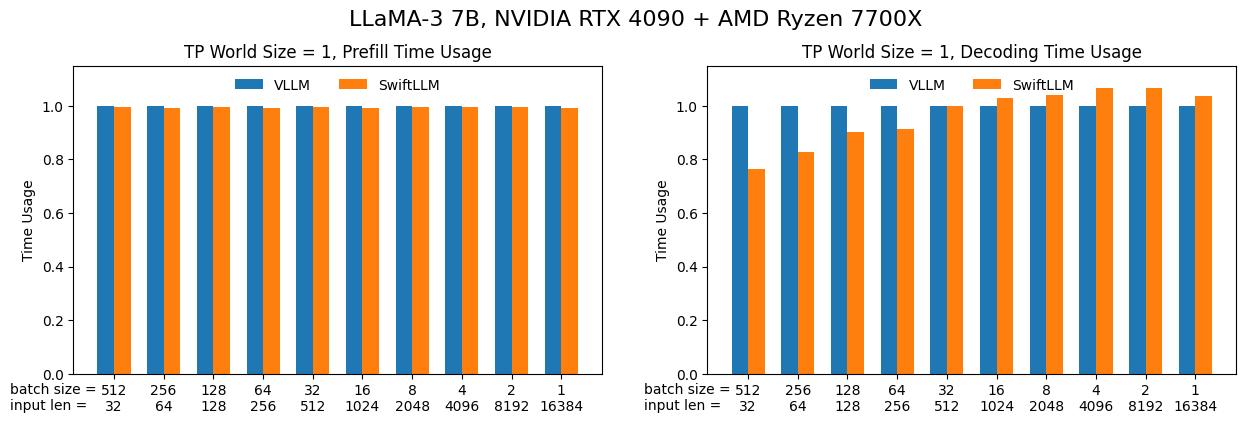 LLaMA-3 7B, NVIDIA RTX 4090 + AMD Ryzen 7700X
TP World Size = 1, Prefill Time Usage
VLLM
SwiftLLM
Time Usage
1.0
0.8
0.6
0.4
0.2
0.0
batch size = 512 256 128 64 32 16 8 4 2 1
input len = 32 64 128 256 512 1024 2048 4096 8192 16384
TP World Size = 1, Decoding Time Usage
VLLM
SwiftLLM
Time Usage
1.0
0.8
0.6
0.4
0.2
0.0
batch size = 512 256 128 64 32 16 8 4 2 1
input len = 32 64 128 256 512 1024 2048 4096 8192 16384